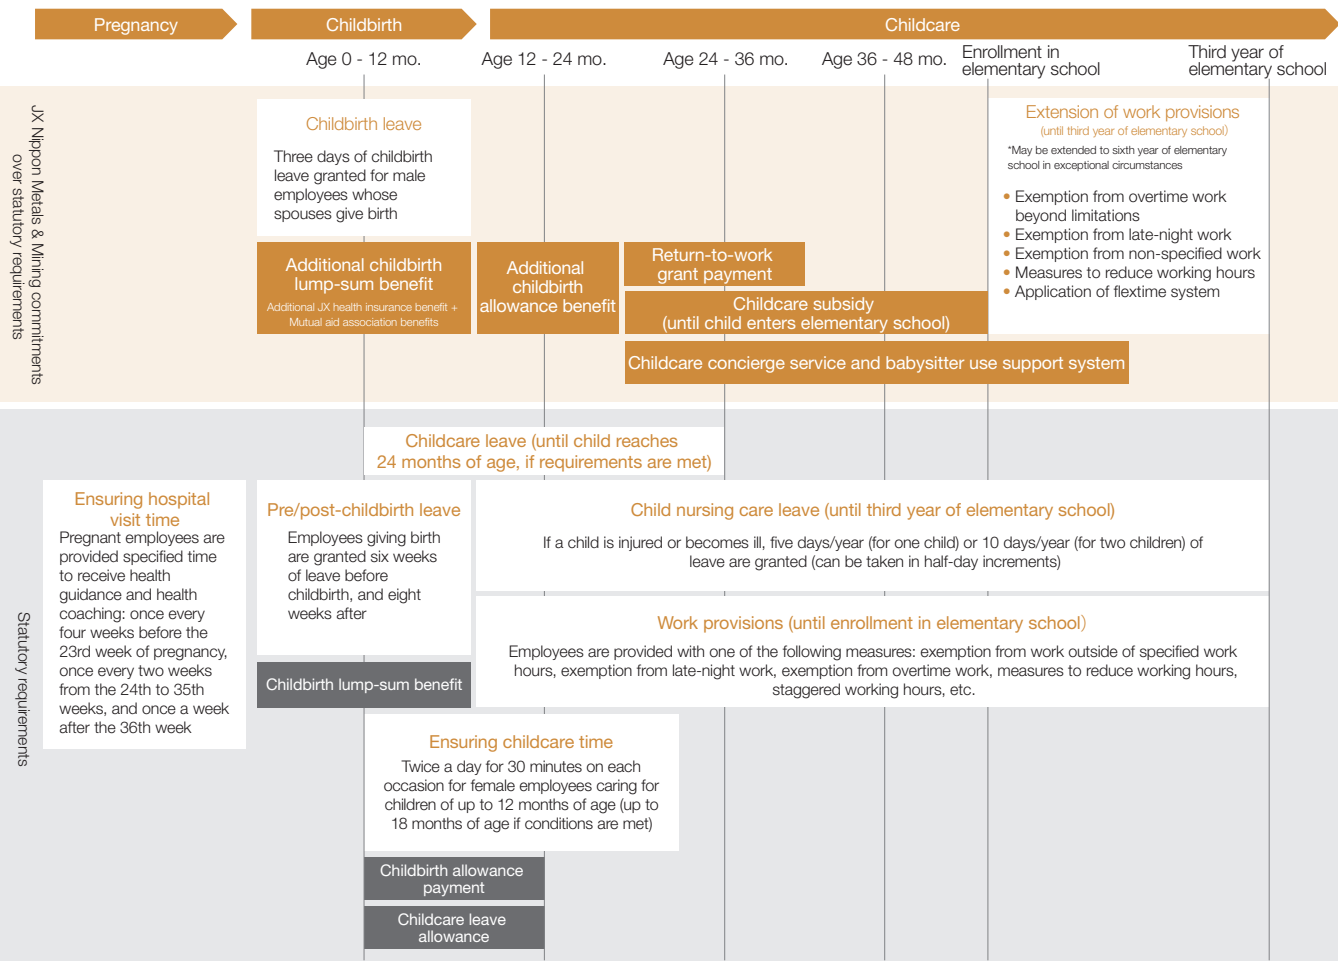 Pregnancy
Childbirth
Childcare
Age 0 - 12 mo.
Age 12 - 24 mo.
Age 24 - 36 mo.
Age 36 - 48 mo.
Enrollment in
elementary school
Third year of
elementary school
JX Nippon Metals & Mining commitments
over statutory requirements
Childbirth leave
Three days of childbirth
leave granted for male
employees whose
spouses give birth
Additional childbirth
lump-sum benefit
Additional JX health insurance benefit +
Mutual aid association benefits
Additional
childbirth
allowance benefit
Return-to-work
grant payment
Childcare subsidy
(until child enters elementary school)
Childcare concierge service and babysitter use support system
Extension of work provisions
(until third year of elementary school)
*May be extended to sixth year of elementary
school in exceptional circumstances
• Exemption from overtime work
beyond limitations
• Exemption from late-night work
• Exemption from non-specified work
• Measures to reduce working hours
• Application of flextime system
Statutory requirements
Childcare leave (until child reaches
24 months of age, if requirements are met)
Ensuring hospital
visit time
Pregnant employees are
provided specified time
to receive health
guidance and health
coaching: once every
four weeks before the
23rd week of pregnancy,
once every two weeks
from the 24th to 35th
weeks, and once a week
after the 36th week
Pre/post-childbirth leave
Employees giving birth
are granted six weeks
of leave before
childbirth, and eight
weeks after
Childbirth lump-sum benefit
Child nursing care leave (until third year of elementary school)
If a child is injured or becomes ill, five days/year (for one child) or 10 days/year (for two children) of
leave are granted (can be taken in half-day increments)
Work provisions (until enrollment in elementary school)
Employees are provided with one of the following measures: exemption from work outside of specified work
hours, exemption from late-night work, exemption from overtime work, measures to reduce working hours,
staggered working hours, etc.
Ensuring childcare time
Twice a day for 30 minutes on each
occasion for female employees caring for
children of up to 12 months of age (up to
18 months of age if conditions are met)
Childbirth allowance
payment
Childcare leave
allowance